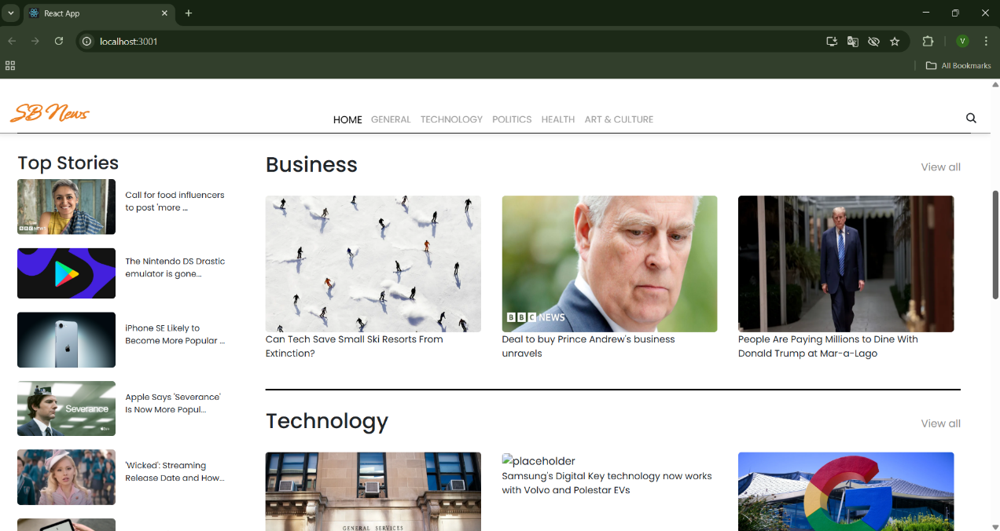 React App
localhost:3001
V
All Bookmarks
SB News
HOME GENERAL TECHNOLOGY POLITICS HEALTH ART & CULTURE
Top Stories
BBC NEWS
Call for food influencers
to post 'more ...
The Nintendo DS Drastic
emulator is gone...
iPhone SE Likely to
Become More Popular ...
Severance
Apple Says 'Severance'
Is Now More Popul...
'Wicked': Streaming
Release Date and How...
Business
View all
Can Tech Save Small Ski Resorts From
Extinction?
BBC NEWS
Deal to buy Prince Andrew's business
unravels
People Are Paying Millions to Dine With
Donald Trump at Mar-a-Lago
Technology
View all
GENERAL SERVICES
placeholder
Samsung's Digital Key technology now works
with Volvo and Polestar EVs